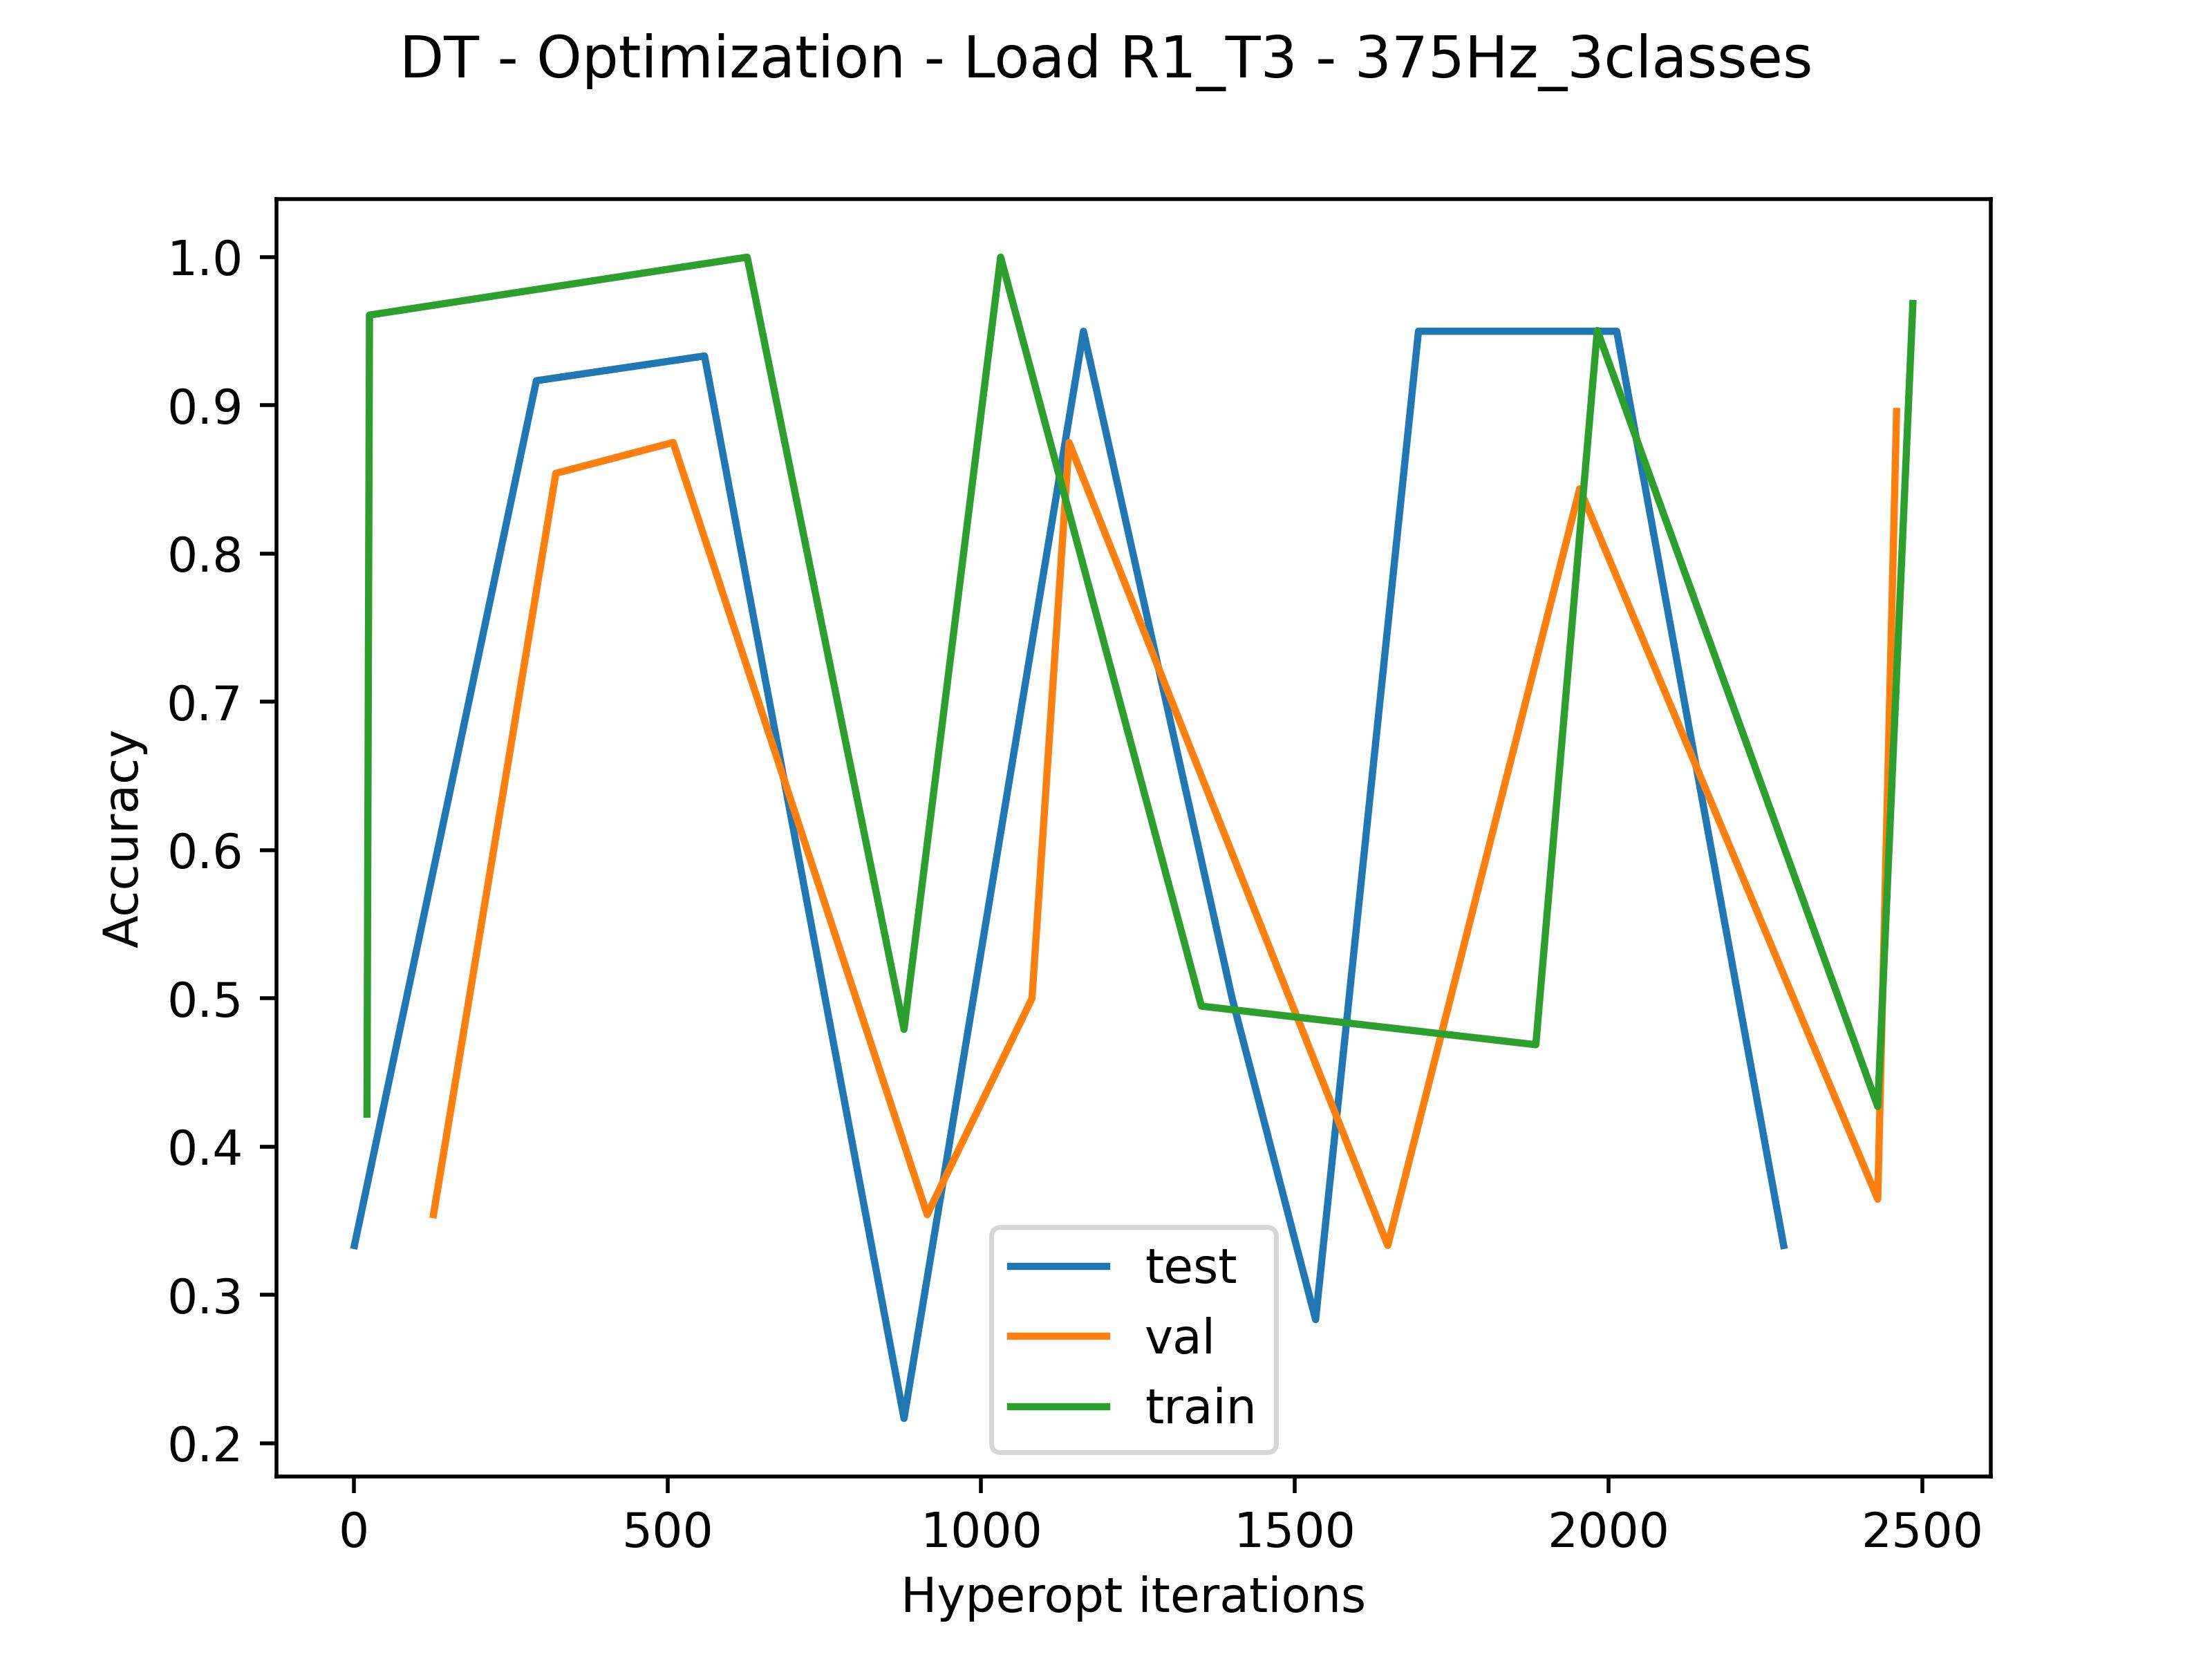 DT - Optimization - Load R1_T3 - 375Hz_3classes
1.0
0.9
0.8
0.7
0.6
0.5
0.4
0.3
0.2
Accuracy
test
val
train
0 500 1000 1500 2000 2500
Hyperopt iterations